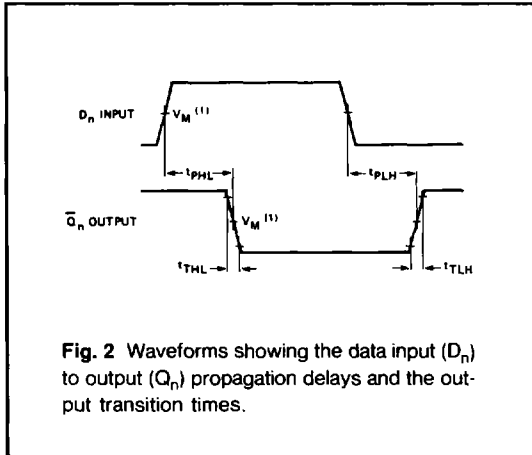 Dn INPUT
VM (1)
tPHL
tPLH
Q̅n OUTPUT
VM (1)
tTHL
tTLH
Fig. 2 Waveforms showing the data input (Dn)
to output (Qn) propagation delays and the out-
put transition times.